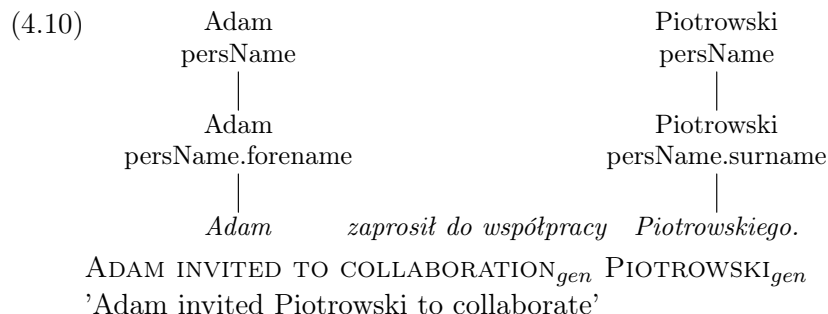 (4.10) Adam Piotrowski
persName persName
Adam Piotrowski
persName.forename persName.surname
Adam zaprosił do współpracy Piotrowskiego.
ADAM INVITED TO COLLABORATIONgen PIOTROWSKIgen
'Adam invited Piotrowski to collaborate'